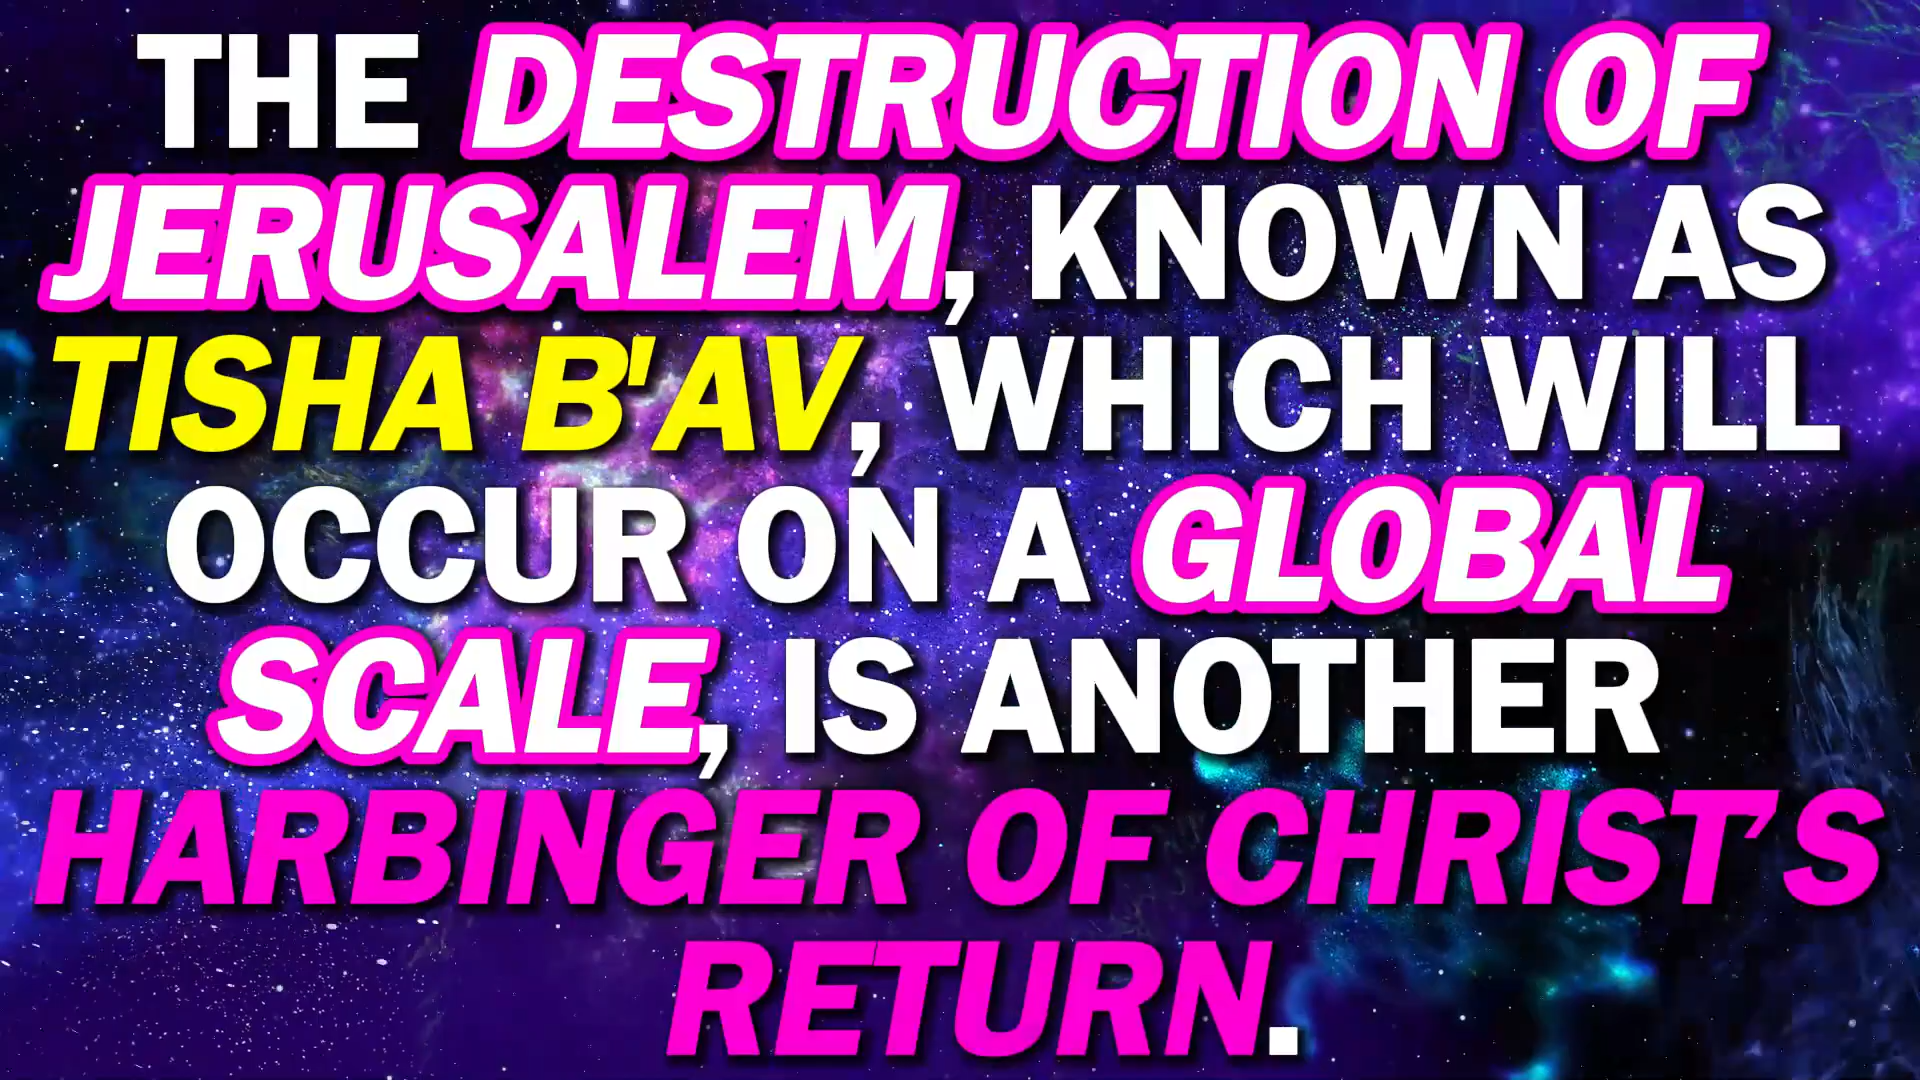 THE DESTRUCTION OF
JERUSALEM, KNOWN AS
TISHA B'AV, WHICH WILL
OCCUR ON A GLOBAL
SCALE, IS ANOTHER
HARBINGER OF CHRIST’S
RETURN.